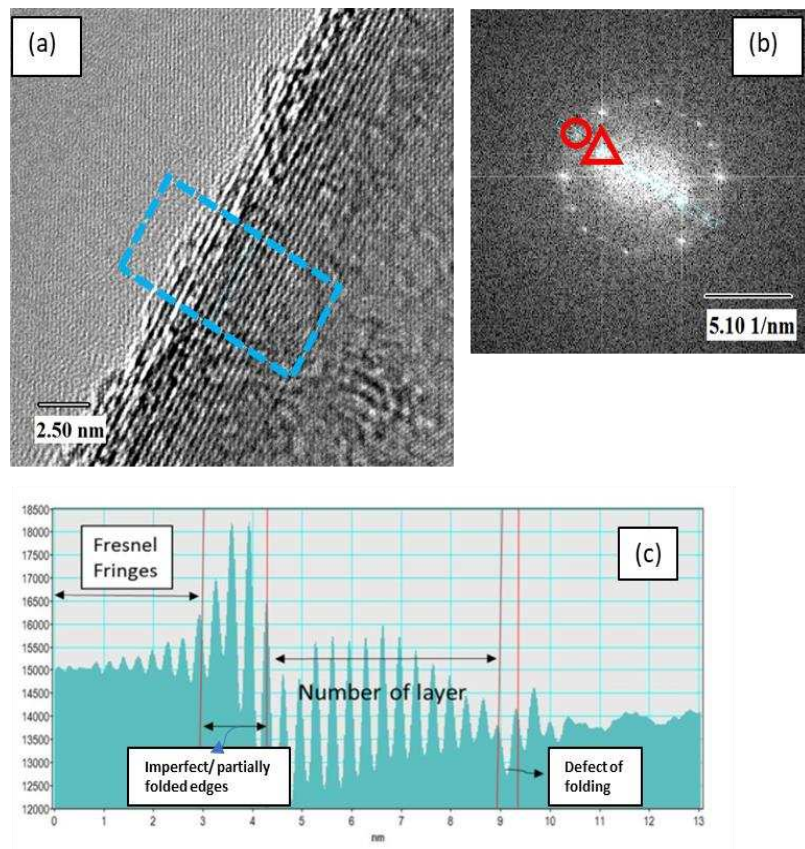 (a)
2.50 nm
(b)
5.10 1/nm
18500
18000
17500
17000
16500
16000
15500
15000
14500
14000
13500
13000
12500
12000
Fresnel
Fringes
(c)
Number of layer
Imperfect/ partially
folded edges
Defect of
folding
0 1 2 3 4 5 6 7 8 9 10 11 12 13
nm